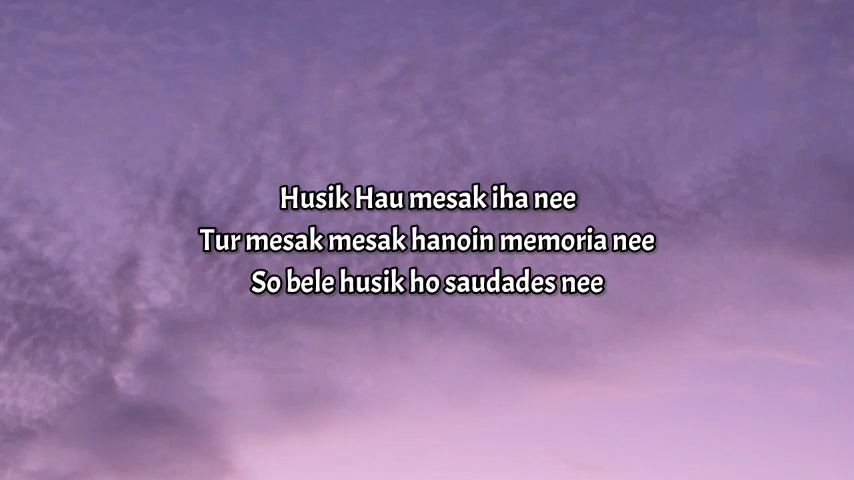 Husik Hau mesak iha nee
Tur mesak mesak hanoin memoria nee
So bele husik ho saudades nee